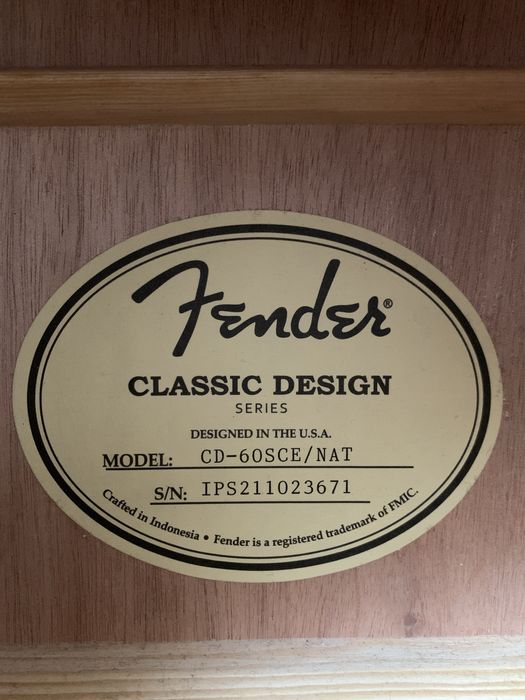 Fender®
CLASSIC DESIGN
SERIES
DESIGNED IN THE U.S.A.
MODEL: CD-60SCE/NAT
S/N: IPS211023671
Crafted in Indonesia • Fender is a registered trademark of FMIC.